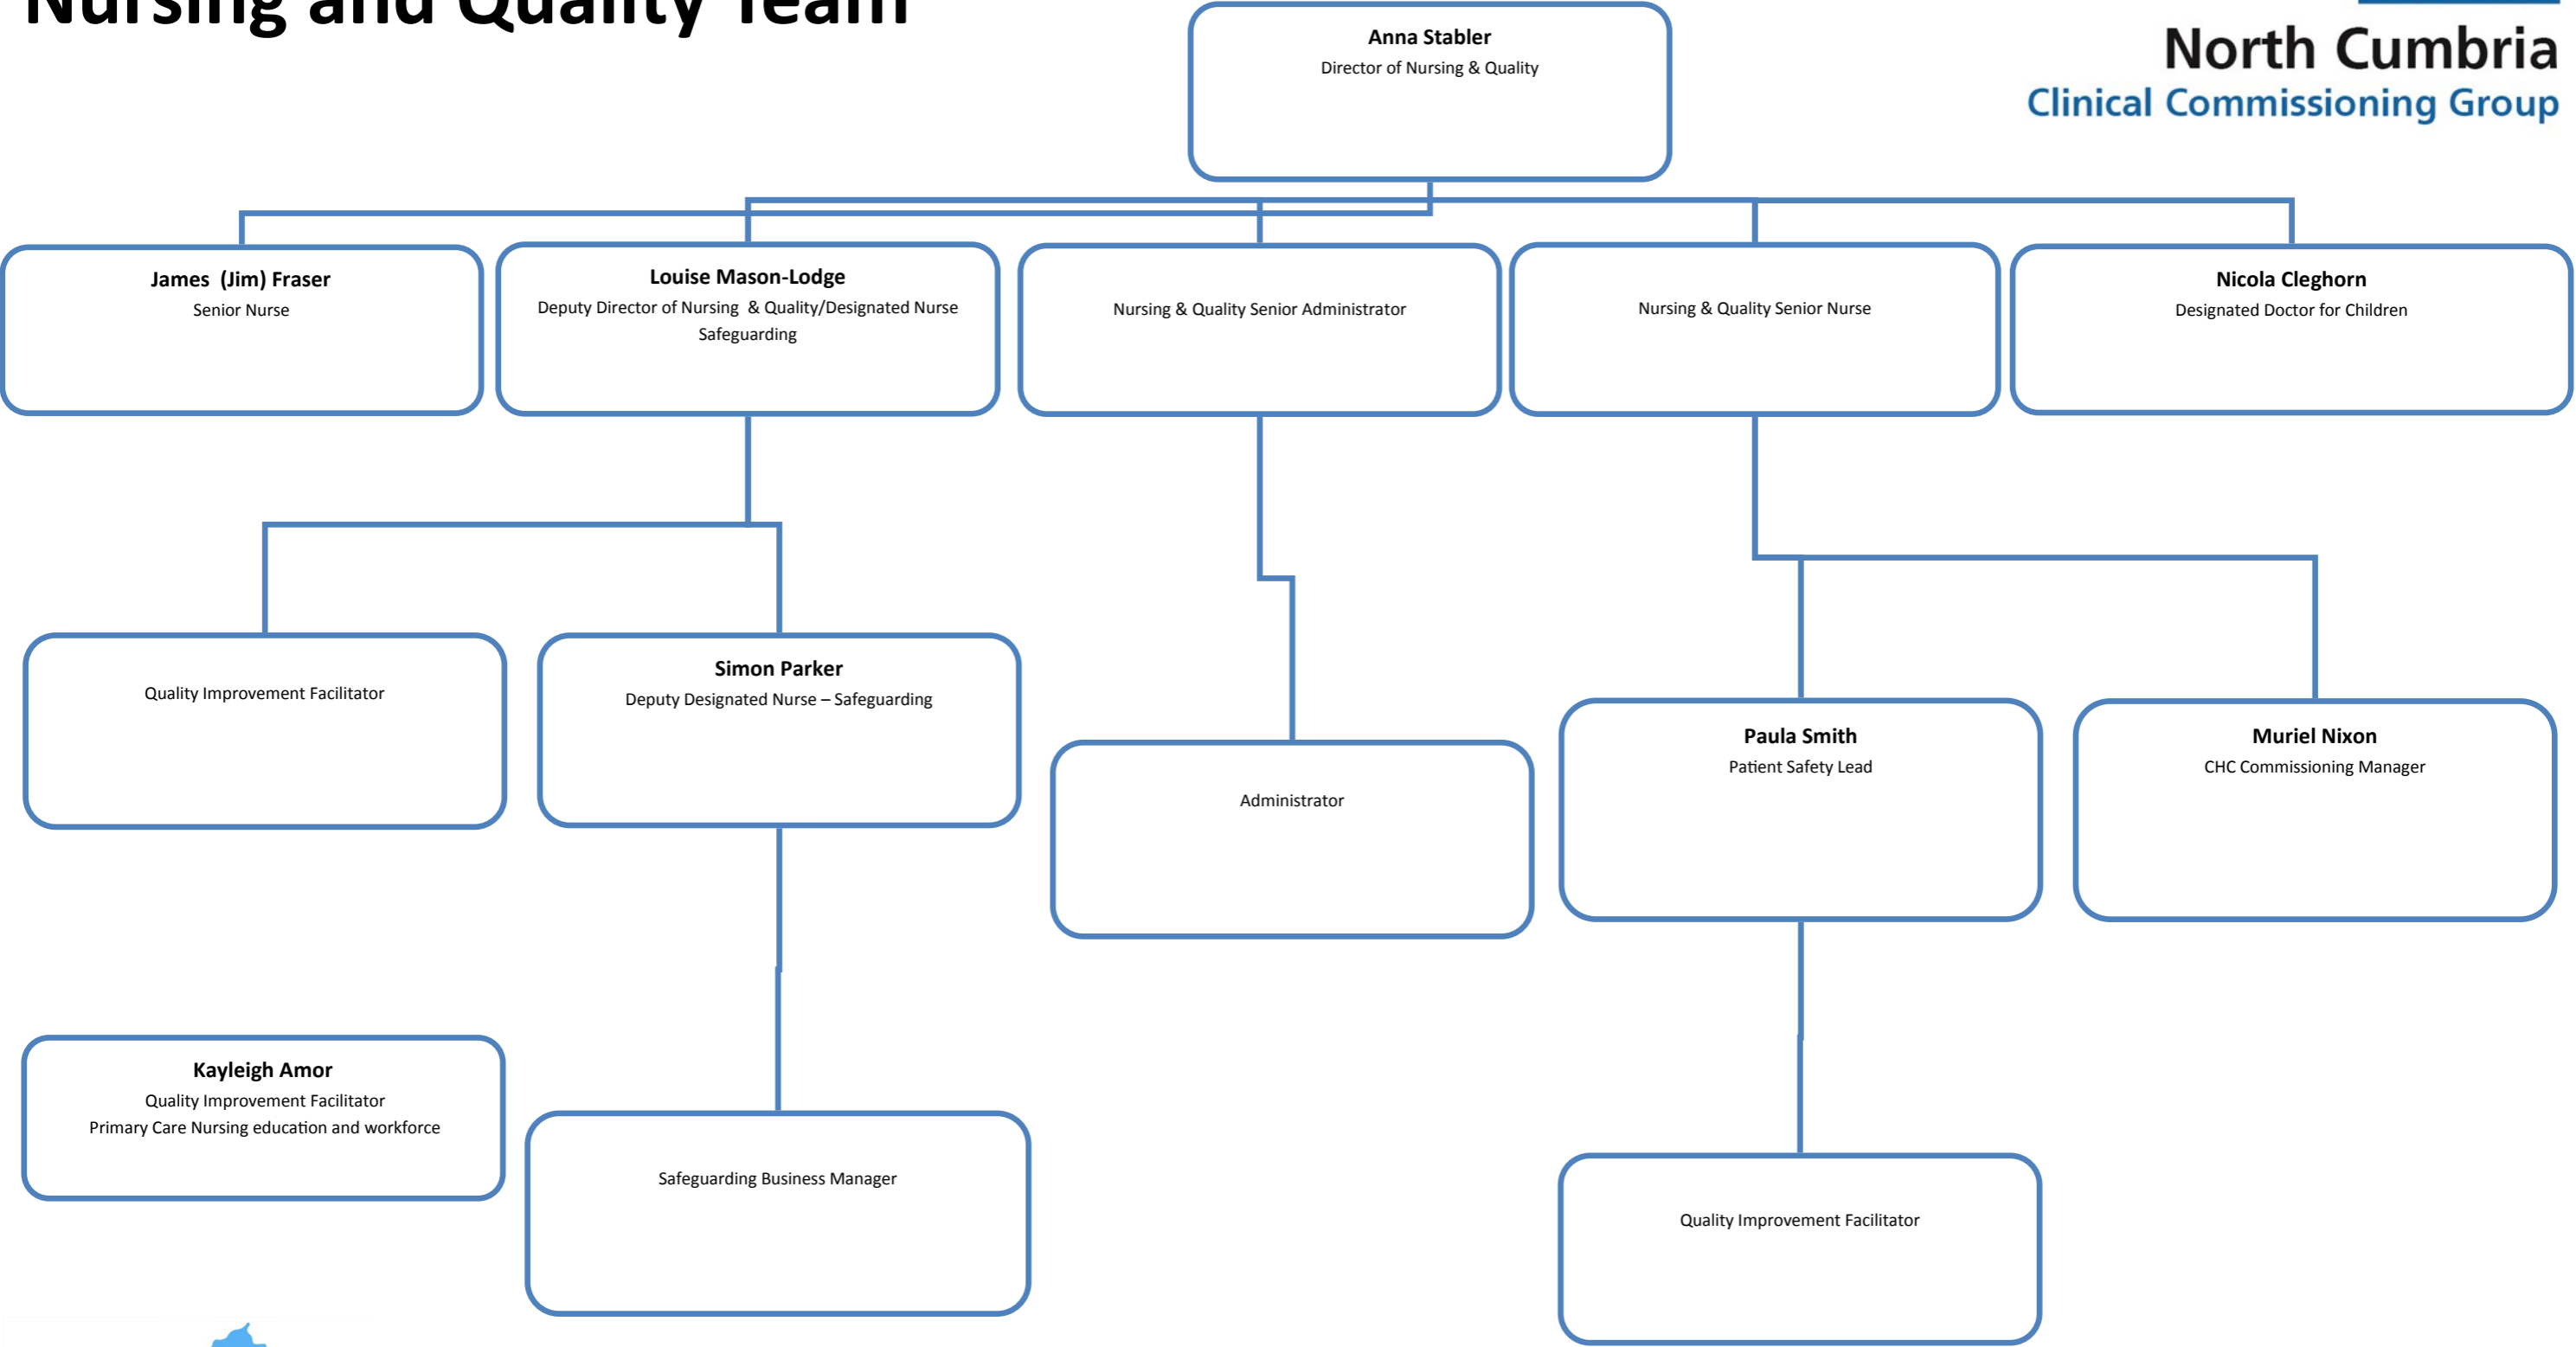 Nursing and Quality Team
North Cumbria
Clinical Commissioning Group
Anna Stabler
Director of Nursing & Quality
James  (Jim) Fraser
Senior Nurse
Louise Mason-Lodge
Deputy Director of Nursing  & Quality/Designated Nurse
Safeguarding
Nursing & Quality Senior Administrator
Nursing & Quality Senior Nurse
Nicola Cleghorn
Designated Doctor for Children
Quality Improvement Facilitator
Simon Parker
Deputy Designated Nurse – Safeguarding
Administrator
Paula Smith
Patient Safety Lead
Muriel Nixon
CHC Commissioning Manager
Kayleigh Amor
Quality Improvement Facilitator
Primary Care Nursing education and workforce
Safeguarding Business Manager
Quality Improvement Facilitator